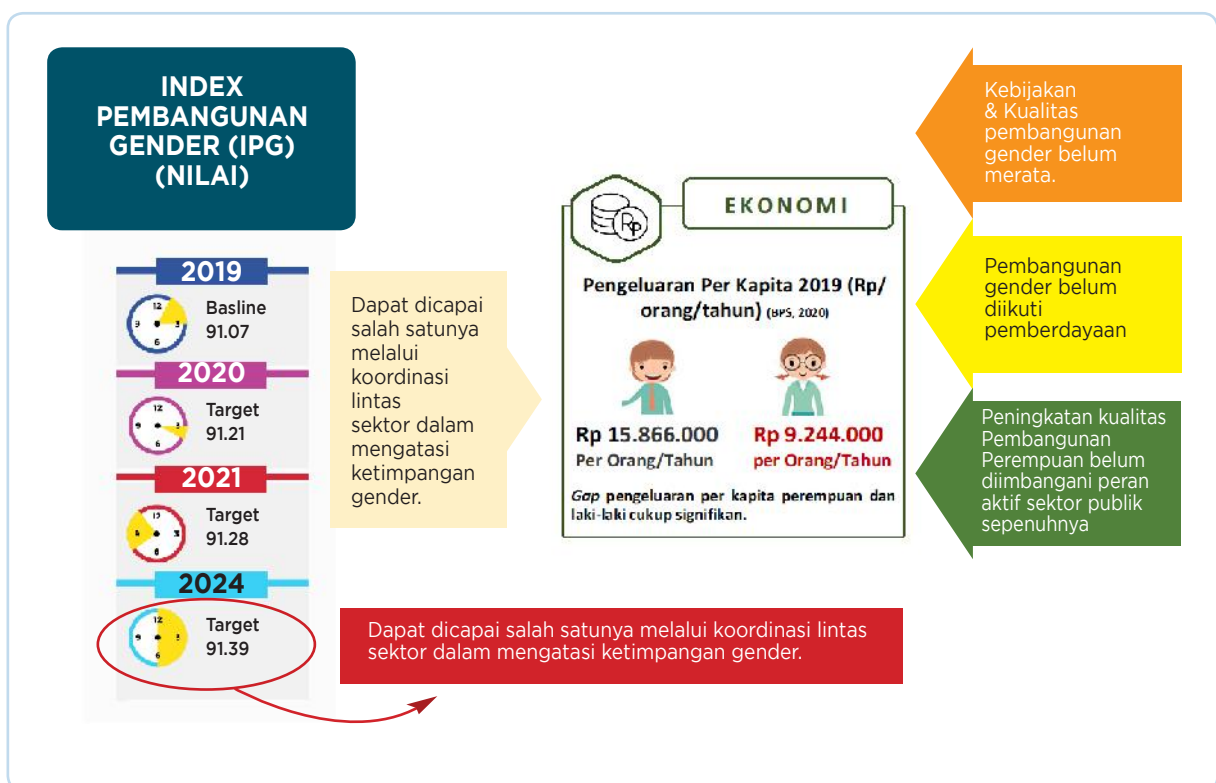 INDEX
PEMBANGUNAN
GENDER (IPG)
(NILAI)
2019
Basline
91.07
2020
Target
91.21
2021
Target
91.28
2024
Target
91.39
Dapat dicapai
salah satunya
melalui
koordinasi
lintas
sektor dalam
mengatasi
ketimpangan
gender.
Rp
EKONOMI
Pengeluaran Per Kapita 2019 (Rp/
orang/tahun) (BPS, 2020)
Rp 15.866.000
Per Orang/Tahun
Rp 9.244.000
per Orang/Tahun
Gap pengeluaran per kapita perempuan dan
laki-laki cukup signifikan.
Kebijakan
& Kualitas
pembangunan
gender belum
merata.
Pembangunan
gender belum
diikuti
pemberdayaan
Peningkatan kualitas
Pembangunan
Perempuan belum
diimbangani peran
aktif sektor publik
sepenuhnya
Dapat dicapai salah satunya melalui koordinasi lintas
sektor dalam mengatasi ketimpangan gender.